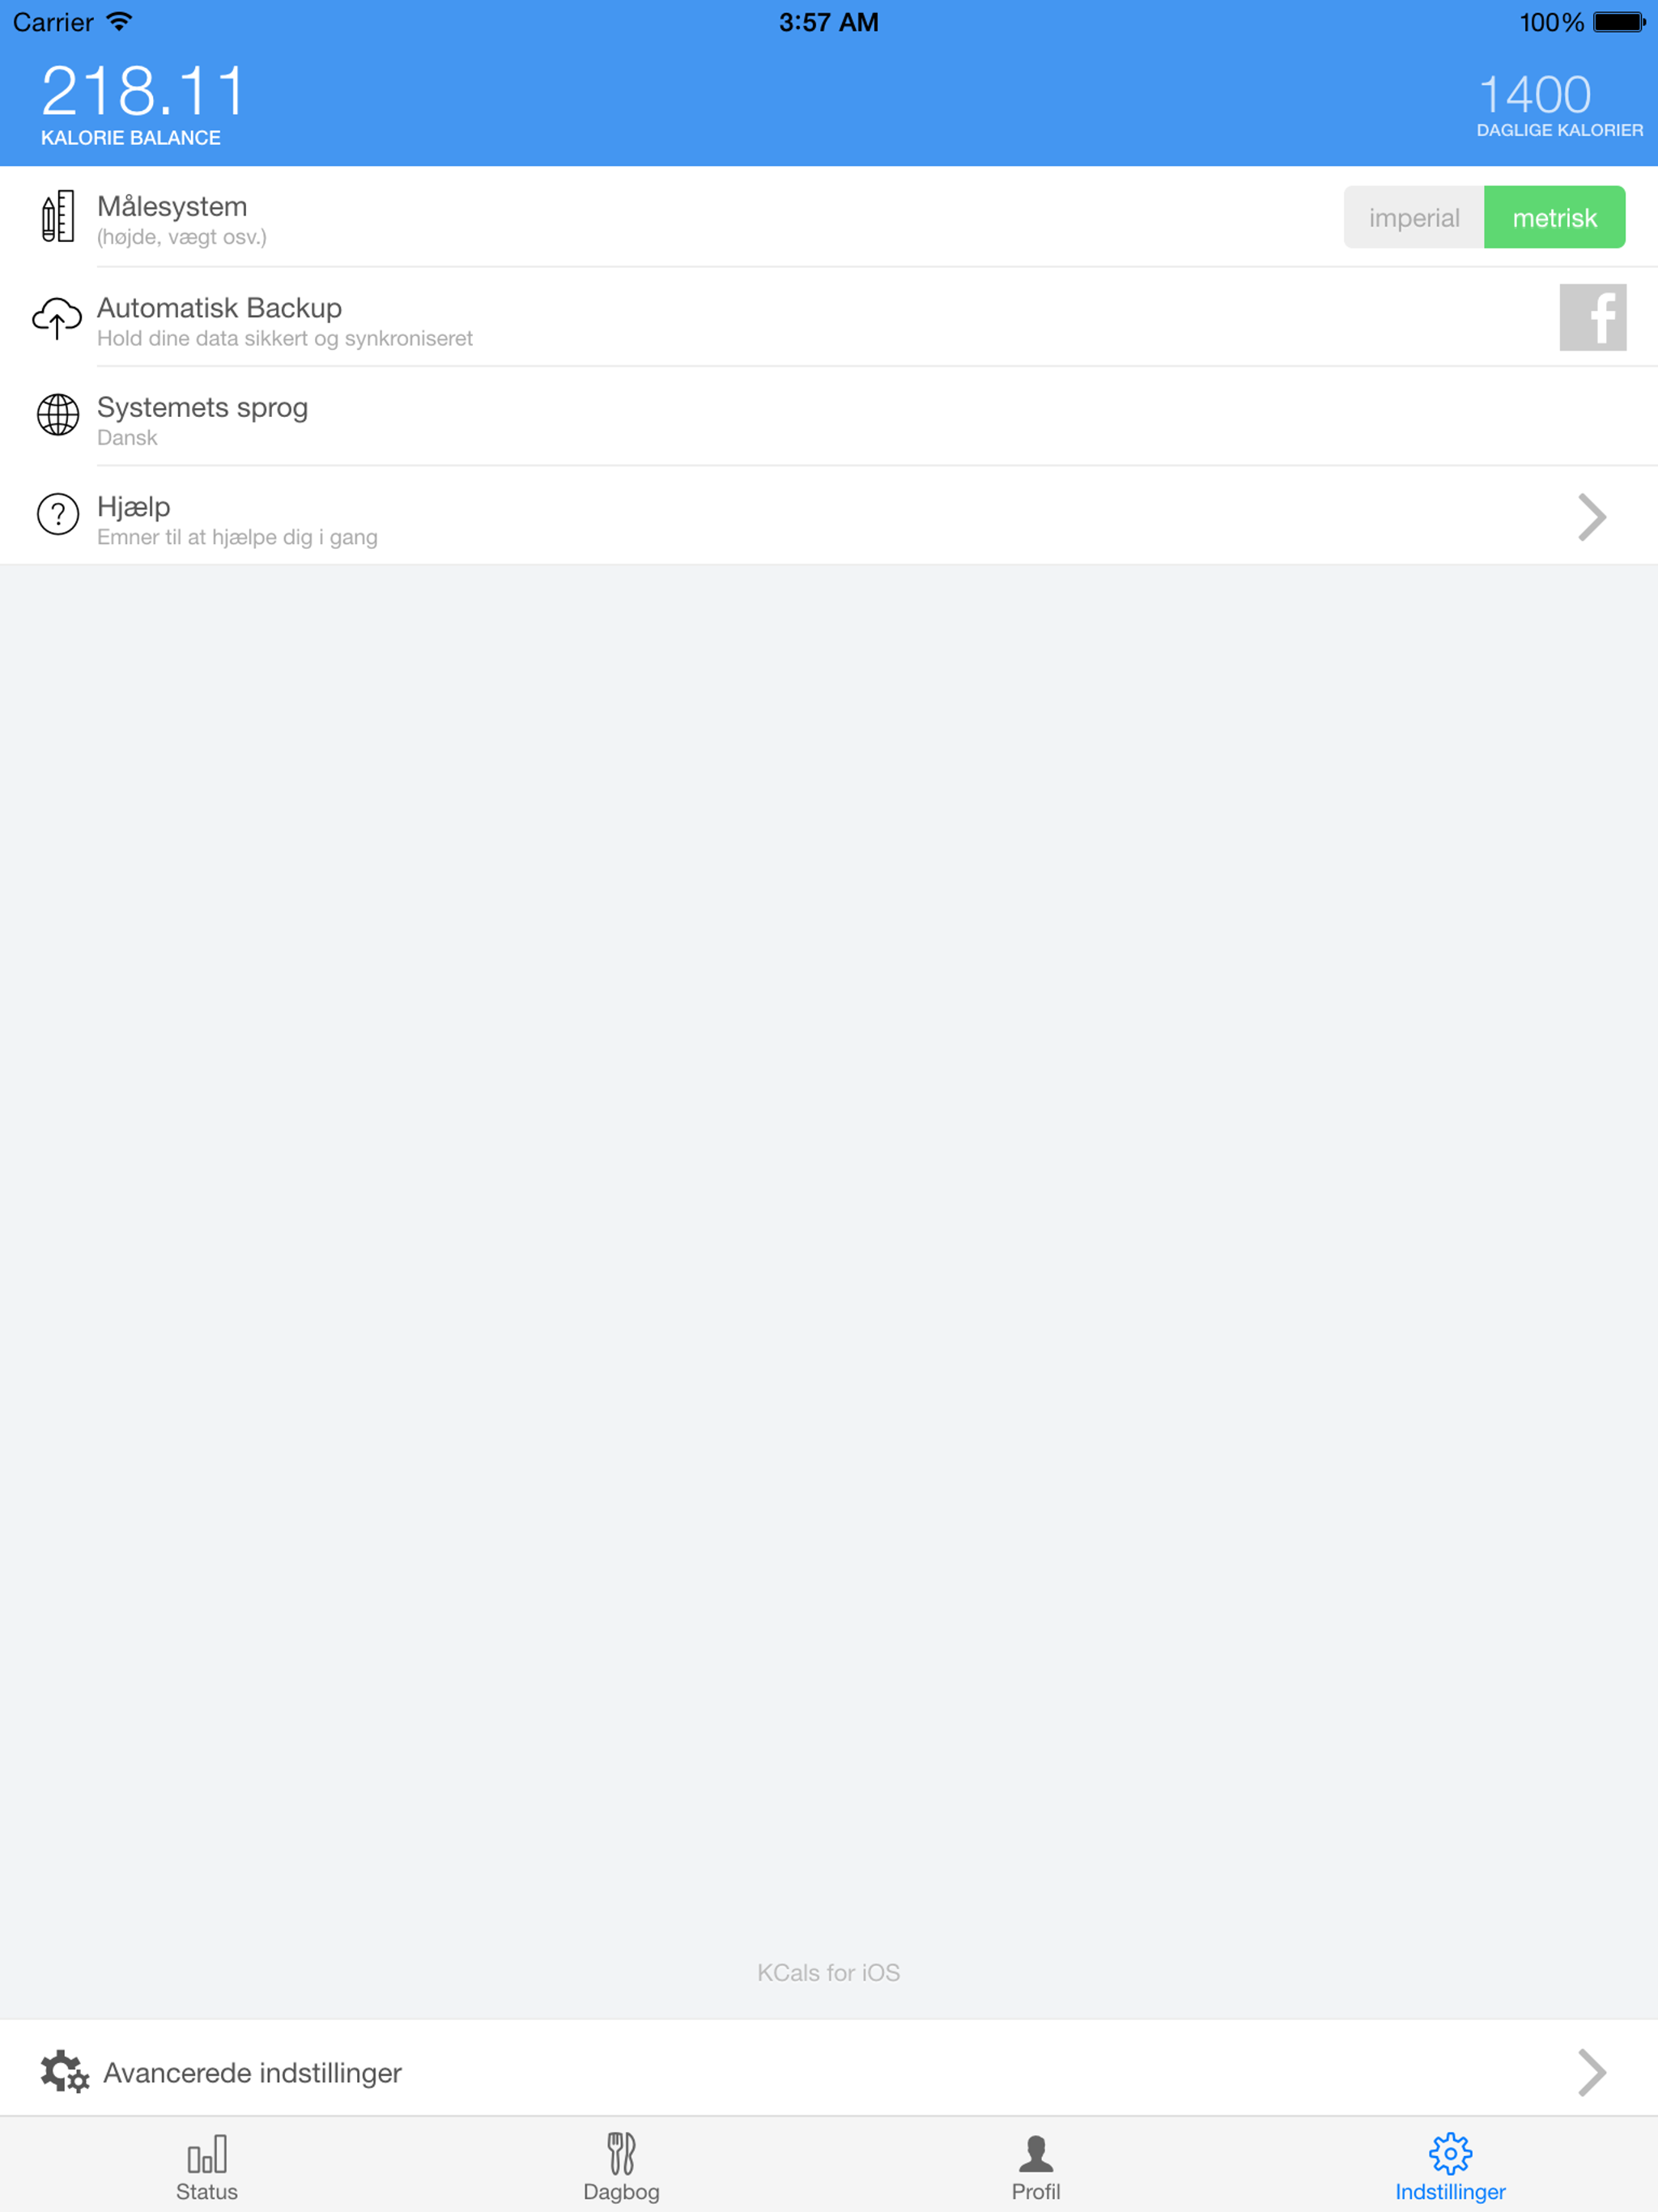 Carrier
3:57 AM
100%
218.11
KALORIE BALANCE
1400
DAGLIGE KALORIER
Målesystem
(højde, vægt osv.)
imperial
metrisk
Automatisk Backup
Hold dine data sikkert og synkroniseret
f
Systemets sprog
Dansk
?
Hjælp
Emner til at hjælpe dig i gang
KCals for iOS
Avancerede indstillinger
Status
Dagbog
Profil
Indstillinger